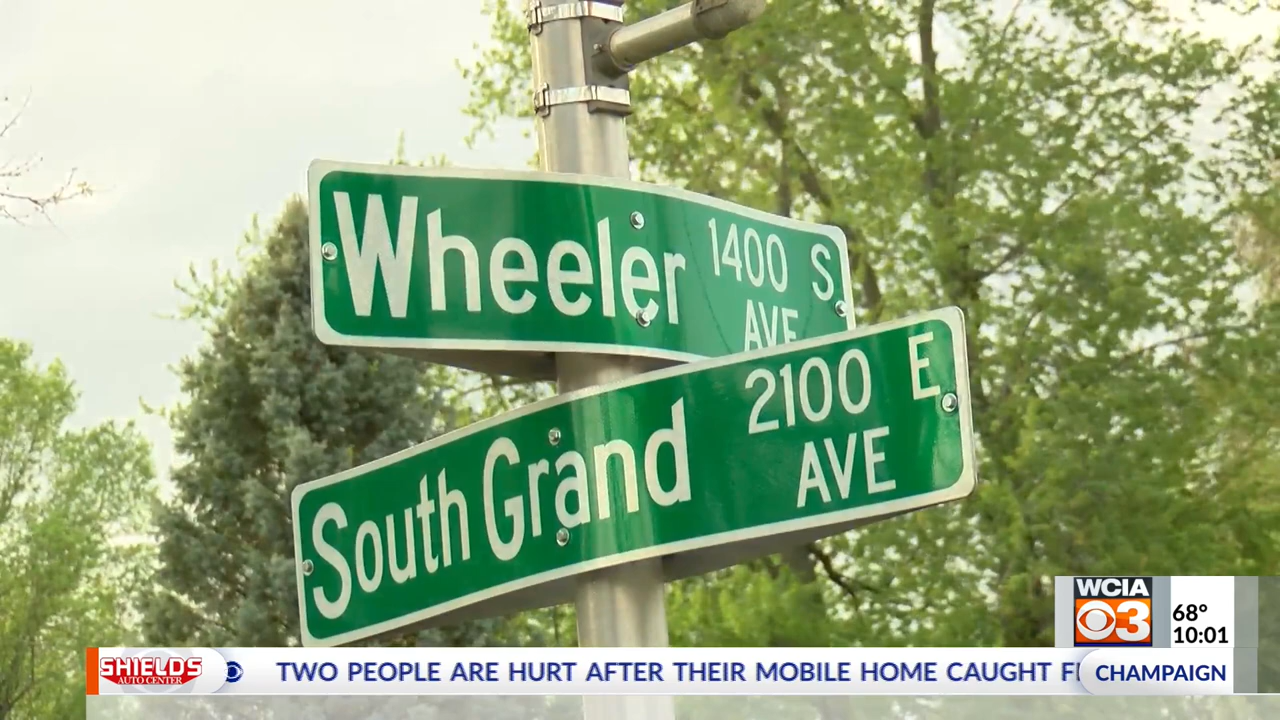 Wheeler 1400 S
AVE
South Grand 2100 E
AVE
WCIA
3
68°
10:01
SHIELDS
AUTO CENTER
TWO PEOPLE ARE HURT AFTER THEIR MOBILE HOME CAUGHT
CHAMPAIGN